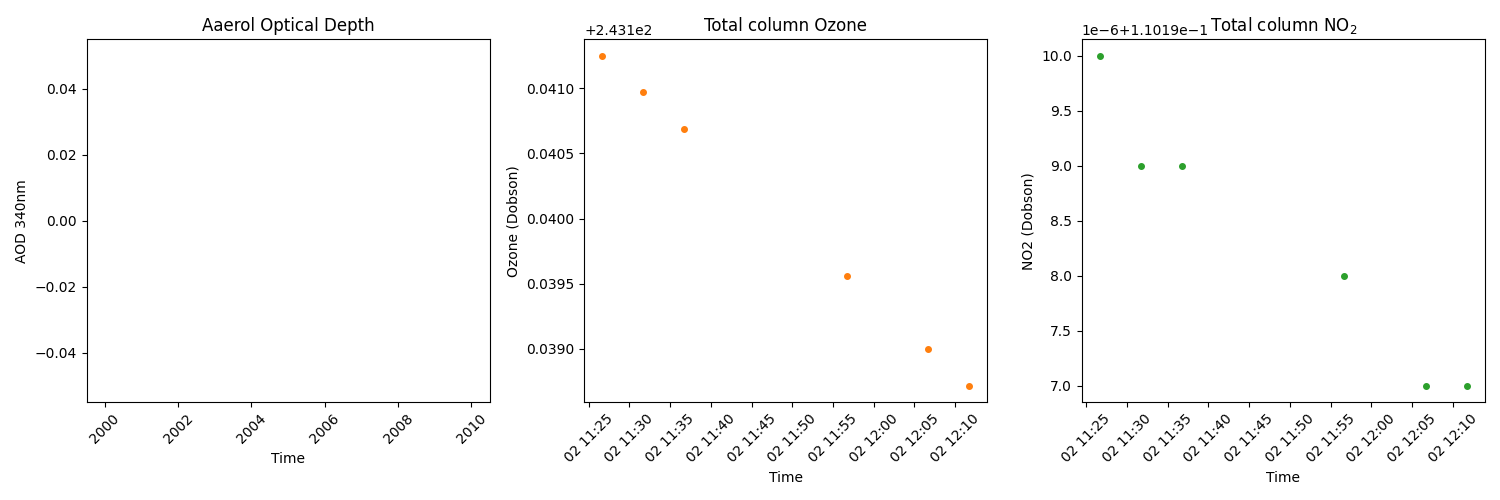 Aaerol Optical Depth
AOD 340nm
0.04
0.02
0.00
−0.02
−0.04
2000 2002 2004 2006 2008 2010
Time
Total column Ozone
+2.431e2
Ozone (Dobson)
0.0410
0.0405
0.0400
0.0395
0.0390
02 11:25 02 11:30 02 11:35 02 11:40 02 11:45 02 11:50 02 11:55 02 12:00 02 12:05 02 12:10
Time
Total column NO₂
1e−6+1.1019e−1
NO2 (Dobson)
10.0
9.5
9.0
8.5
8.0
7.5
7.0
02 11:25 02 11:30 02 11:35 02 11:40 02 11:45 02 11:50 02 11:55 02 12:00 02 12:05 02 12:10
Time